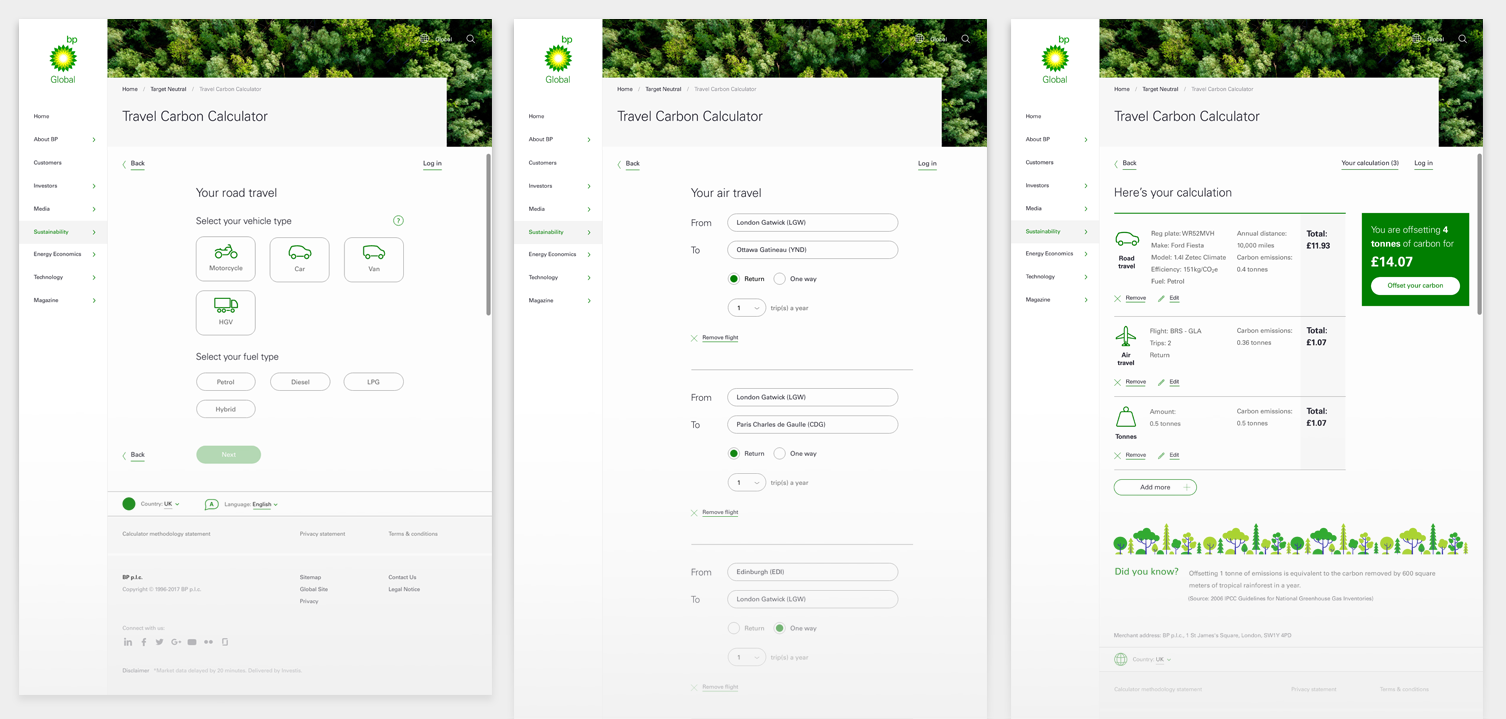 bp
Global
Home
About BP
Customers
Investors
Media
Sustainability
Energy Economics
Technology
Magazine
Global
Home / Target Neutral / Travel Carbon Calculator
Travel Carbon Calculator
Back
Log in
Your road travel
Select your vehicle type
?
Motorcycle
Car
Van
HGV
Select your fuel type
Petrol
Diesel
LPG
Hybrid
Back
Next
Country: UK
A
Language: English
Calculator methodology statement
Privacy statement
Terms & conditions
BP p.l.c.
Copyright © 1996-2017 BP p.l.c.
Sitemap
Global Site
Privacy
Contact Us
Legal Notice
Connect with us:
Disclaimer *Market data delayed by 20 minutes. Delivered by Investis.
bp
Global
Home
About BP
Customers
Investors
Media
Sustainability
Energy Economics
Technology
Magazine
Global
Home / Target Neutral / Travel Carbon Calculator
Travel Carbon Calculator
Back
Log in
Your air travel
From
London Gatwick (LGW)
To
Ottawa Gatineau (YND)
Return
One way
1
trip(s) a year
Remove flight
From
London Gatwick (LGW)
To
Paris Charles de Gaulle (CDG)
Return
One way
1
trip(s) a year
Remove flight
From
Edinburgh (EDI)
To
London Gatwick (LGW)
Return
One way
1
trip(s) a year
Remove flight
bp
Global
Home
About BP
Customers
Investors
Media
Sustainability
Energy Economics
Technology
Magazine
Global
Home / Target Neutral / Travel Carbon Calculator
Travel Carbon Calculator
Back
Your calculation (3)
Log in
Here's your calculation
Road
travel
Reg plate: WRS2MVH
Make: Ford Fiesta
Model: 1.4l Zetec Climate
Efficiency: 151kg/CO₂e
Fuel: Petrol
Annual distance:
10,000 miles
Carbon emissions:
0.4 tonnes
Total:
£11.93
Remove
Edit
Air
travel
Flight: BRS - GLA
Trips: 2
Return
Carbon emissions:
0.36 tonnes
Total:
£1.07
Remove
Edit
Tonnes
Amount:
0.5 tonnes
Carbon emissions:
0.5 tonnes
Total:
£1.07
Remove
Edit
Add more
You are offsetting 4
tonnes of carbon for
£14.07
Offset your carbon
Did you know?
Offsetting 1 tonne of emissions is equivalent to the carbon removed by 600 square
meters of tropical rainforest in a year.
(Source: 2006 IPCC Guidelines for National Greenhouse Gas Inventories)
Merchant address: BP p.l.c., 1 St James's Square, London, SW1Y 4PD
Country: UK
Calculator methodology statement
Privacy statement
Terms & conditions